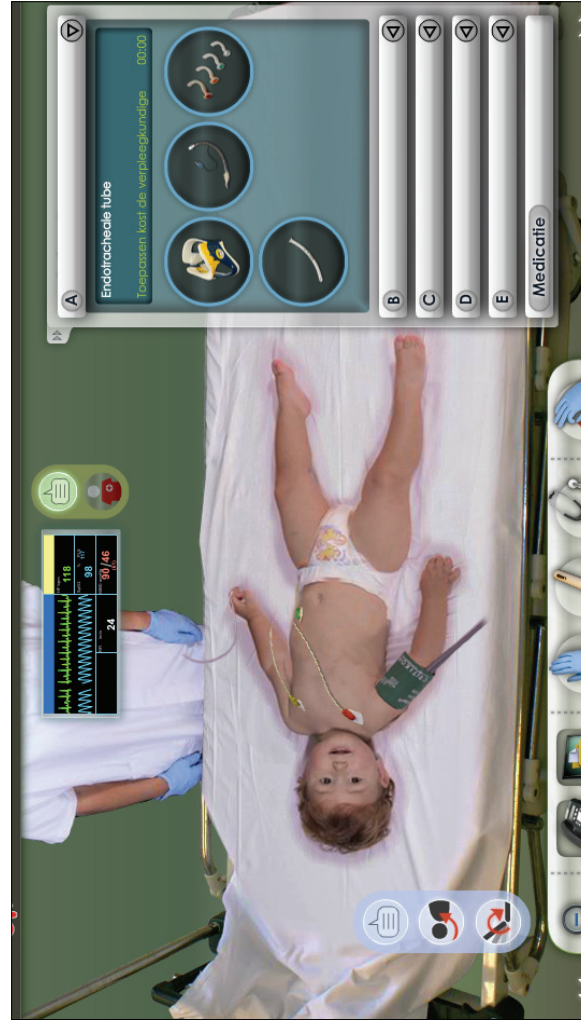 A
Endotracheale tube
Toepassen kost de verpleegkundige 00:00
B
C
D
E
Medicatie
118
98
90/46
24